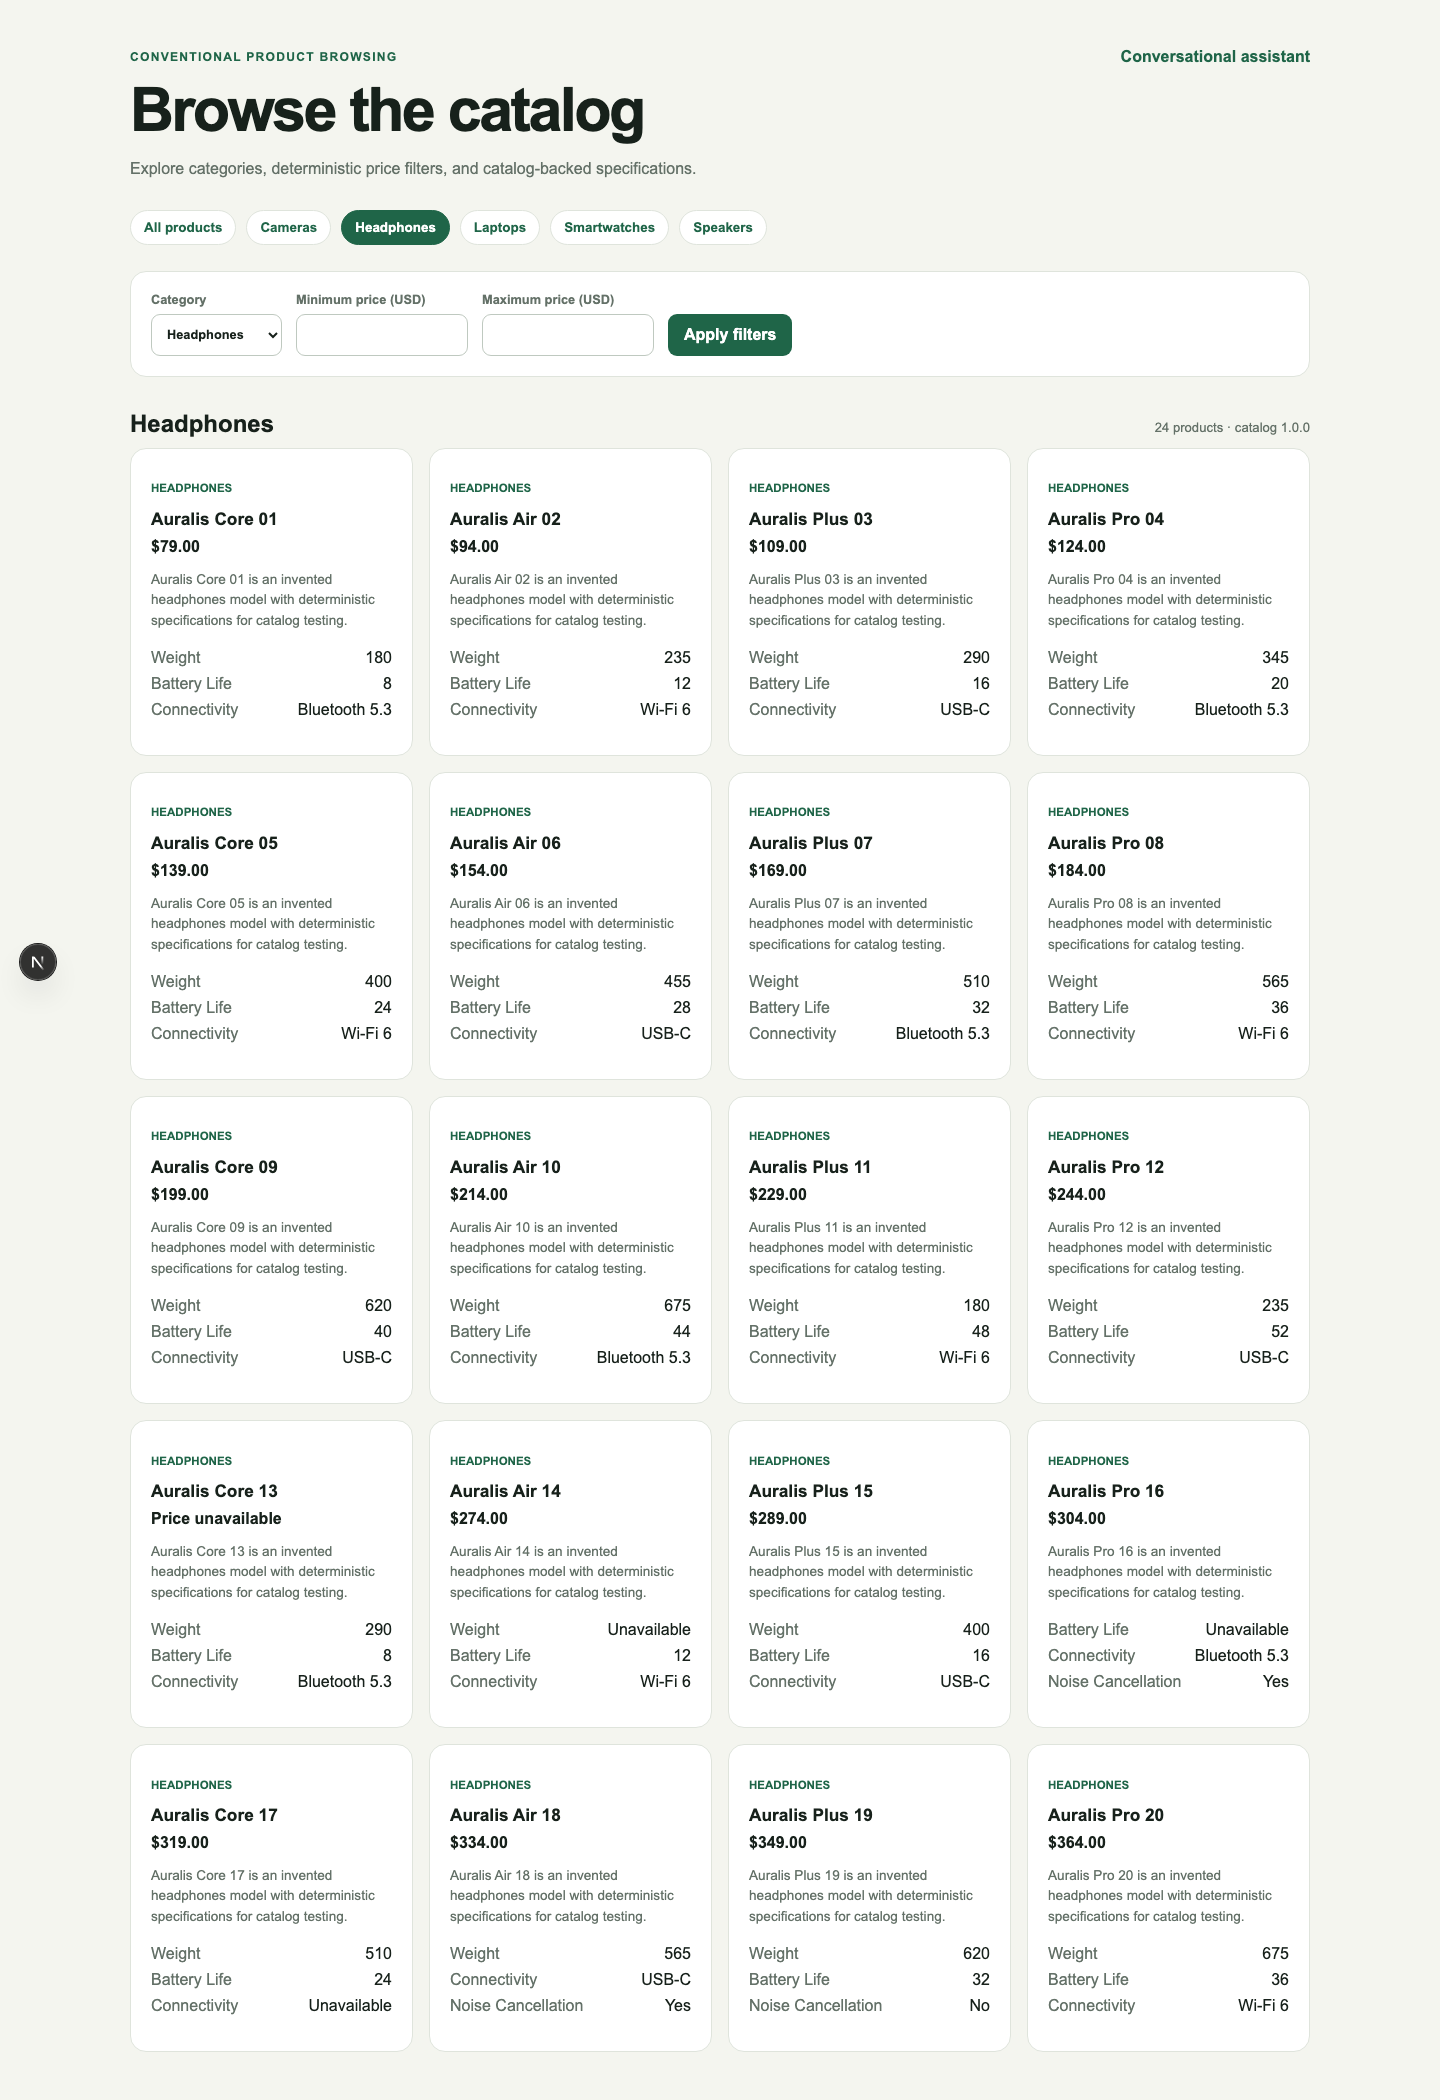 CONVENTIONAL PRODUCT BROWSING
Conversational assistant
Browse the catalog
Explore categories, deterministic price filters, and catalog-backed specifications.
All products
Cameras
Headphones
Laptops
Smartwatches
Speakers
Category
Minimum price (USD)
Maximum price (USD)
Headphones
Apply filters
Headphones
24 products · catalog 1.0.0
HEADPHONES
Auralis Core 01
$79.00
Auralis Core 01 is an invented
headphones model with deterministic
specifications for catalog testing.
Weight 180
Battery Life 8
Connectivity Bluetooth 5.3
HEADPHONES
Auralis Air 02
$94.00
Auralis Air 02 is an invented
headphones model with deterministic
specifications for catalog testing.
Weight 235
Battery Life 12
Connectivity Wi-Fi 6
HEADPHONES
Auralis Plus 03
$109.00
Auralis Plus 03 is an invented
headphones model with deterministic
specifications for catalog testing.
Weight 290
Battery Life 16
Connectivity USB-C
HEADPHONES
Auralis Pro 04
$124.00
Auralis Pro 04 is an invented
headphones model with deterministic
specifications for catalog testing.
Weight 345
Battery Life 20
Connectivity Bluetooth 5.3
HEADPHONES
Auralis Core 05
$139.00
Auralis Core 05 is an invented
headphones model with deterministic
specifications for catalog testing.
Weight 400
Battery Life 24
Connectivity Wi-Fi 6
HEADPHONES
Auralis Air 06
$154.00
Auralis Air 06 is an invented
headphones model with deterministic
specifications for catalog testing.
Weight 455
Battery Life 28
Connectivity USB-C
HEADPHONES
Auralis Plus 07
$169.00
Auralis Plus 07 is an invented
headphones model with deterministic
specifications for catalog testing.
Weight 510
Battery Life 32
Connectivity Bluetooth 5.3
HEADPHONES
Auralis Pro 08
$184.00
Auralis Pro 08 is an invented
headphones model with deterministic
specifications for catalog testing.
Weight 565
Battery Life 36
Connectivity Wi-Fi 6
N
HEADPHONES
Auralis Core 09
$199.00
Auralis Core 09 is an invented
headphones model with deterministic
specifications for catalog testing.
Weight 620
Battery Life 40
Connectivity USB-C
HEADPHONES
Auralis Air 10
$214.00
Auralis Air 10 is an invented
headphones model with deterministic
specifications for catalog testing.
Weight 675
Battery Life 44
Connectivity Bluetooth 5.3
HEADPHONES
Auralis Plus 11
$229.00
Auralis Plus 11 is an invented
headphones model with deterministic
specifications for catalog testing.
Weight 180
Battery Life 48
Connectivity Wi-Fi 6
HEADPHONES
Auralis Pro 12
$244.00
Auralis Pro 12 is an invented
headphones model with deterministic
specifications for catalog testing.
Weight 235
Battery Life 52
Connectivity USB-C
HEADPHONES
Auralis Core 13
Price unavailable
Auralis Core 13 is an invented
headphones model with deterministic
specifications for catalog testing.
Weight 290
Battery Life 8
Connectivity Bluetooth 5.3
HEADPHONES
Auralis Air 14
$274.00
Auralis Air 14 is an invented
headphones model with deterministic
specifications for catalog testing.
Weight Unavailable
Battery Life 12
Connectivity Wi-Fi 6
HEADPHONES
Auralis Plus 15
$289.00
Auralis Plus 15 is an invented
headphones model with deterministic
specifications for catalog testing.
Weight 400
Battery Life 16
Connectivity USB-C
HEADPHONES
Auralis Pro 16
$304.00
Auralis Pro 16 is an invented
headphones model with deterministic
specifications for catalog testing.
Battery Life Unavailable
Connectivity Bluetooth 5.3
Noise Cancellation Yes
HEADPHONES
Auralis Core 17
$319.00
Auralis Core 17 is an invented
headphones model with deterministic
specifications for catalog testing.
Weight 510
Battery Life 24
Connectivity Unavailable
HEADPHONES
Auralis Air 18
$334.00
Auralis Air 18 is an invented
headphones model with deterministic
specifications for catalog testing.
Weight 565
Connectivity USB-C
Noise Cancellation Yes
HEADPHONES
Auralis Plus 19
$349.00
Auralis Plus 19 is an invented
headphones model with deterministic
specifications for catalog testing.
Weight 620
Battery Life 32
Noise Cancellation No
HEADPHONES
Auralis Pro 20
$364.00
Auralis Pro 20 is an invented
headphones model with deterministic
specifications for catalog testing.
Weight 675
Battery Life 36
Connectivity Wi-Fi 6